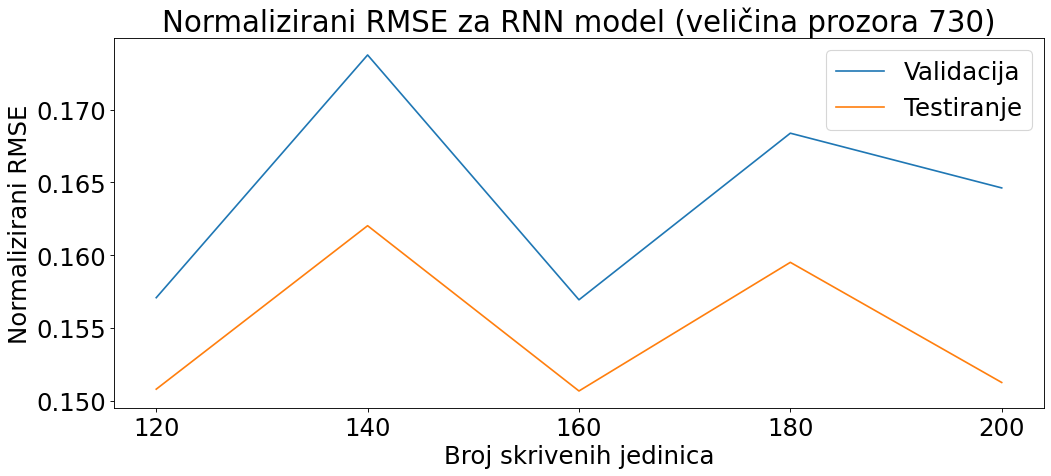 Normalizirani RMSE za RNN model (veličina prozora 730)
Validacija
Testiranje
Normalizirani RMSE
0.170
0.165
0.160
0.155
0.150
120 140 160 180 200
Broj skrivenih jedinica